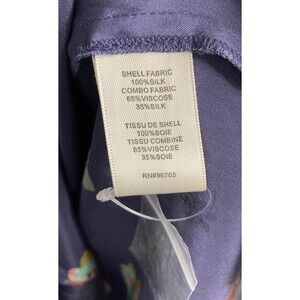 SHELL FABRIC
100%SILK
COMBO FABRIC
65%VISCOSE
35%SILK
TISSU DE SHELL
100%SOIE
TISSU COMBINÉ
65%VISCOSE
35%SOIE
RN#96705